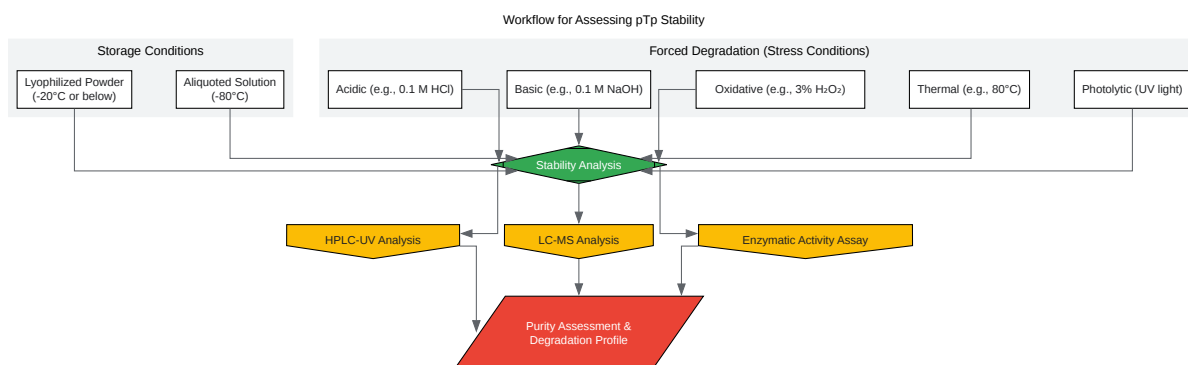 Workflow for Assessing pTp Stability
Storage Conditions
Forced Degradation (Stress Conditions)
Lyophilized Powder
(-20°C or below)
Aliquoted Solution
(-80°C)
Acidic (e.g., 0.1 M HCl)
Basic (e.g., 0.1 M NaOH)
Oxidative (e.g., 3% H₂O₂)
Thermal (e.g., 80°C)
Photolytic (UV light)
Stability Analysis
HPLC-UV Analysis
LC-MS Analysis
Enzymatic Activity Assay
Purity Assessment &
Degradation Profile